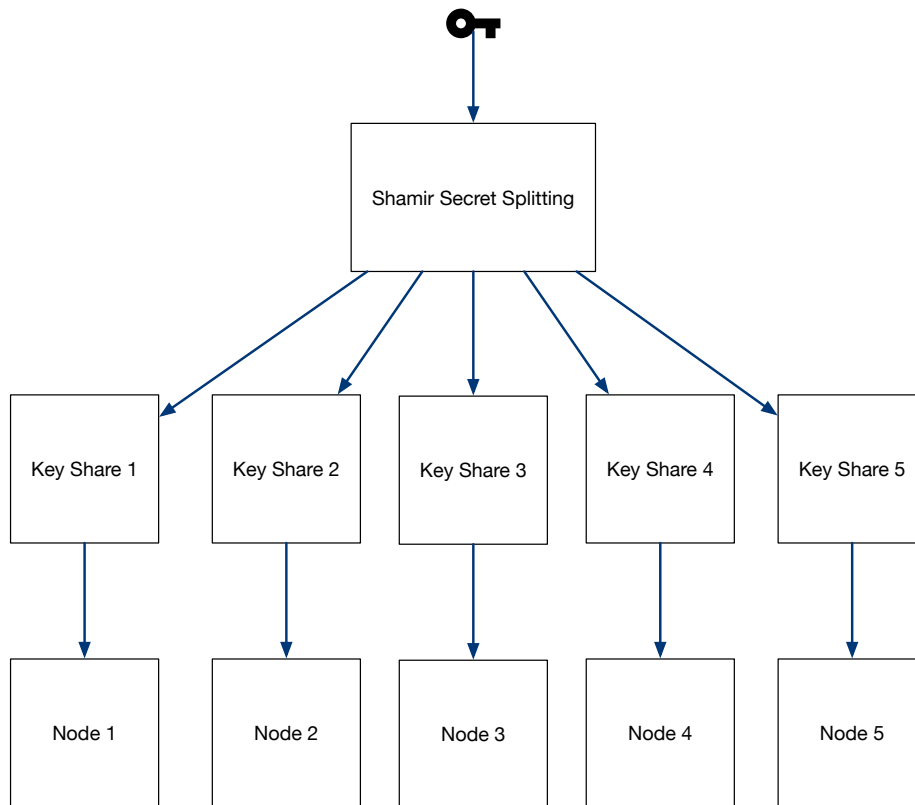 Shamir Secret Splitting
Key Share 1
Key Share 2
Key Share 3
Key Share 4
Key Share 5
Node 1
Node 2
Node 3
Node 4
Node 5